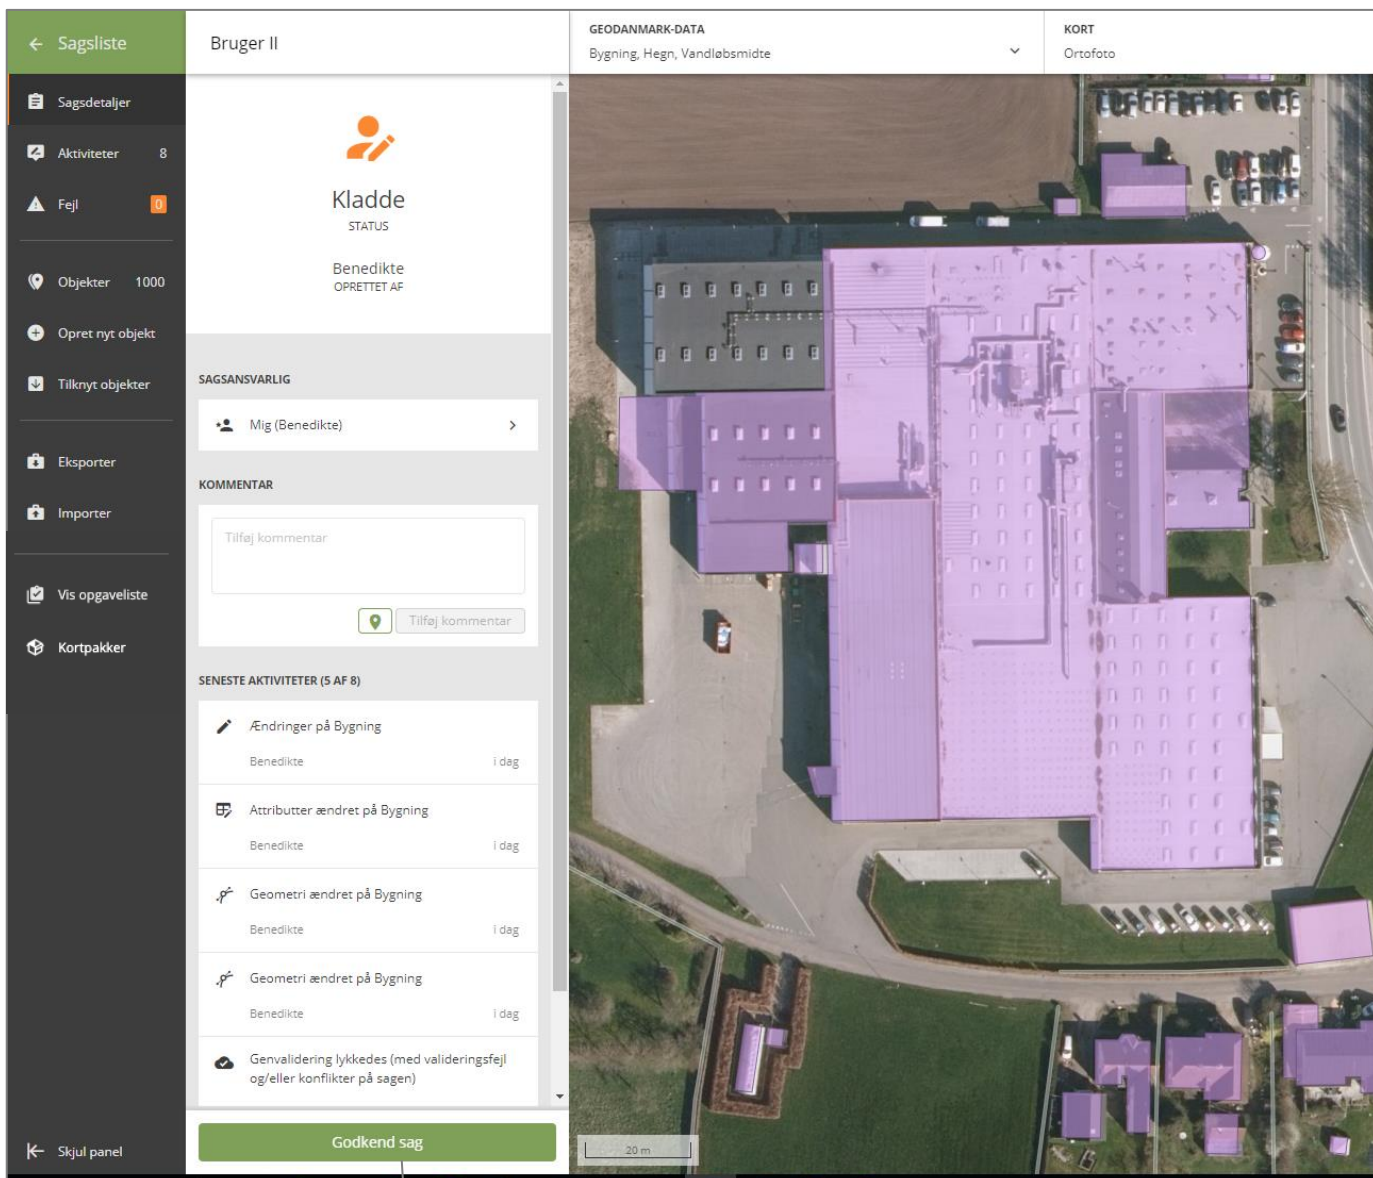 Sagsliste
Sagsdetaljer
Aktiviteter 8
Fejl 0
Objekter 1000
Opret nyt objekt
Tilknyt objekter
Eksporter
Importer
Vis opgaveliste
Kortpakker
Skjul panel
Bruger II
Kladde
STATUS
Benedikte
OPRETTET AF
SAGSANSVARLIG
Mig (Benedikte)
KOMMENTAR
Tilføj kommentar
Tilføj kommentar
SENESTE AKTIVITETER (5 AF 8)
Ændringer på Bygning
Benedikte i dag
Attributter ændret på Bygning
Benedikte i dag
Geometri ændret på Bygning
Benedikte i dag
Geometri ændret på Bygning
Benedikte i dag
Genvalidering lykkedes (med valideringsfejl
og/eller konflikter på sagen)
Godkend sag
GEODANMARK-DATA
Bygning, Hegn, Vandløbsmidte
KORT
Ortofoto
20 m